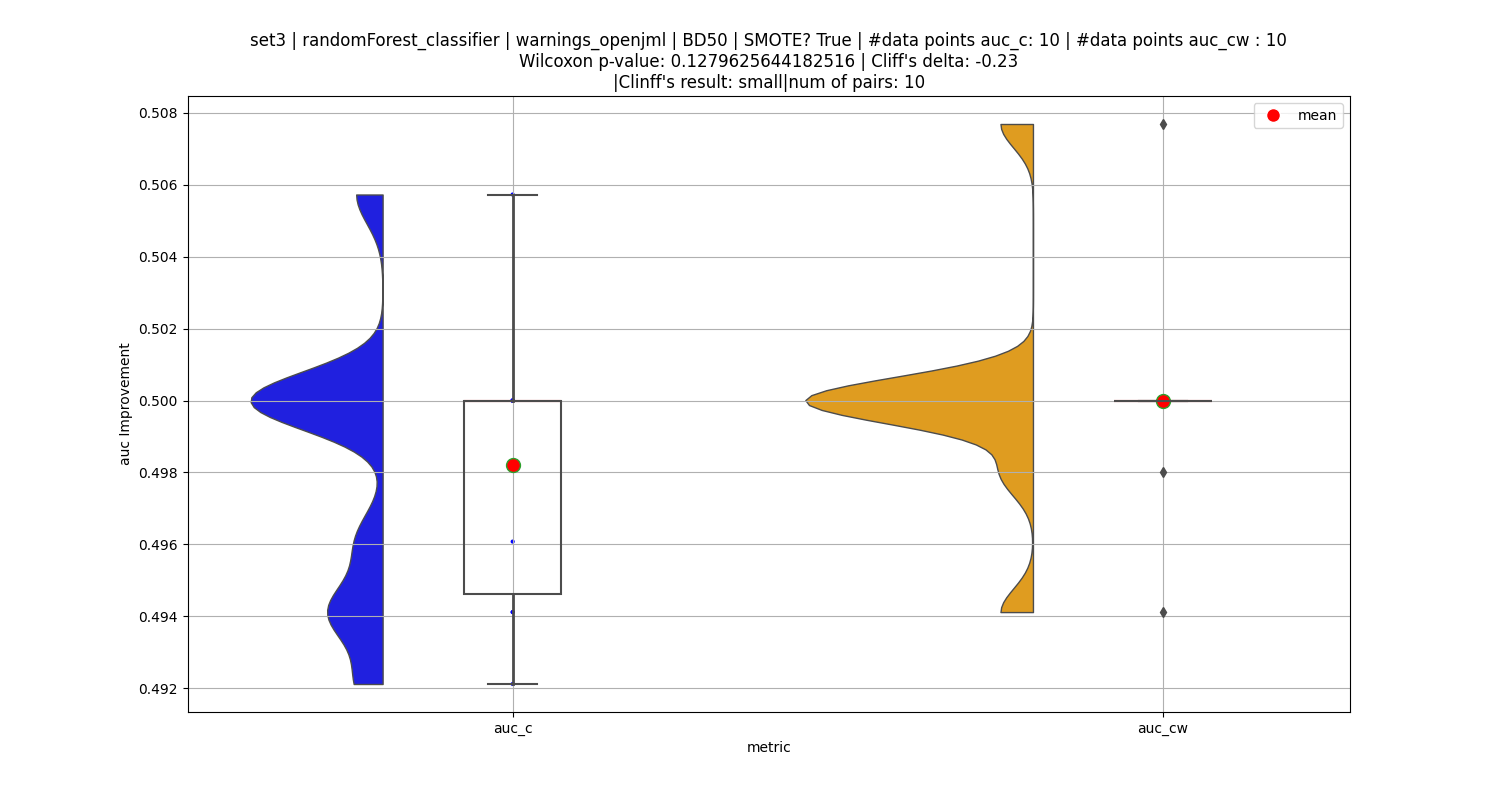 set3 | randomForest_classifier | warnings_openjml | BD50 | SMOTE? True | #data points auc_c: 10 | #data points auc_cw : 10
Wilcoxon p-value: 0.1279625644182516 | Cliff's delta: -0.23
|Clinff's result: small|num of pairs: 10
mean
auc Improvement
0.508
0.506
0.504
0.502
0.500
0.498
0.496
0.494
0.492
auc_c
auc_cw
metric